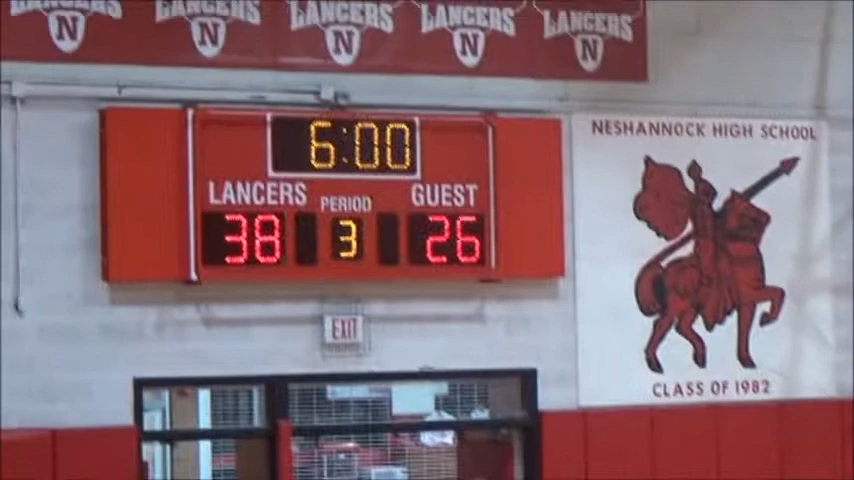 LANCERS LANCERS LANCERS LANCERS LANCERS
N N N N N
NESHANNOCK HIGH SCHOOL
6:00
LANCERS PERIOD GUEST
38 3 26
EXIT
CLASS OF 1982